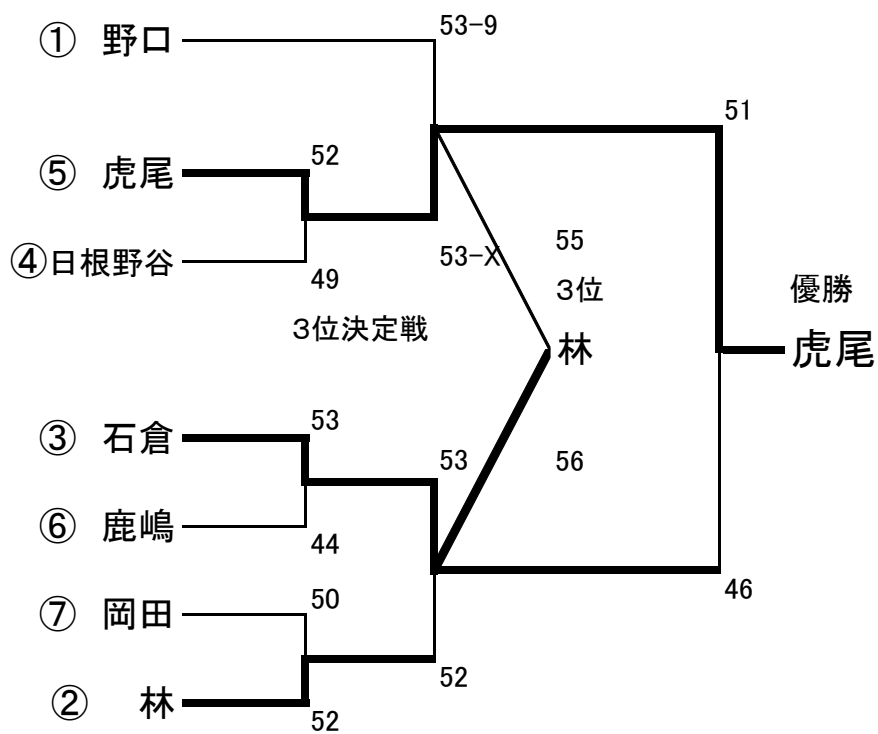 ① 野口
53-9
51
52
⑤ 虎尾
④日根野谷
49
53-X
55
3位
3位決定戦
優勝
林
虎尾
53
③ 石倉
53
56
⑥ 鹿嶋
44
⑦ 岡田
50
46
② 林
52
52